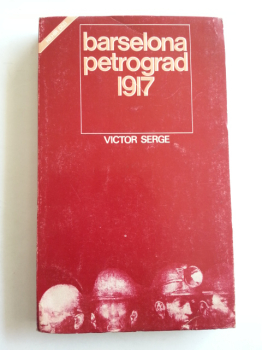 barselona
petrograd
1917
VICTOR SERGE